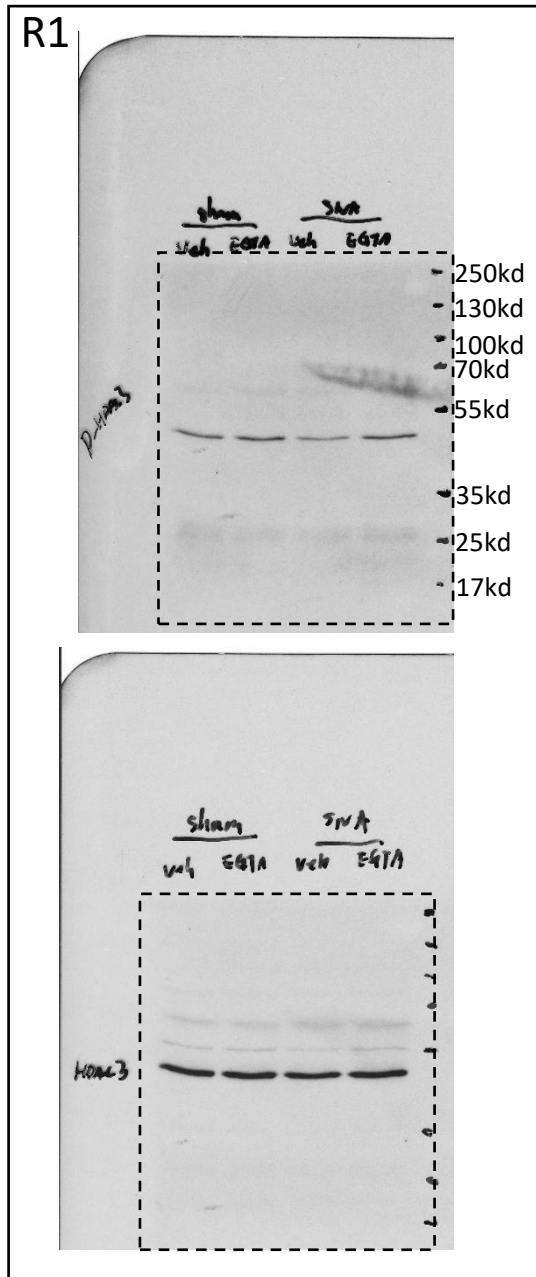 R1
sham SNA
Veh EGTA Veh EGTA
250kd
130kd
100kd
70kd
55kd
P-HDAC3
35kd
25kd
17kd
sham SNA
veh EGTA Veh EGTA
HDAC3